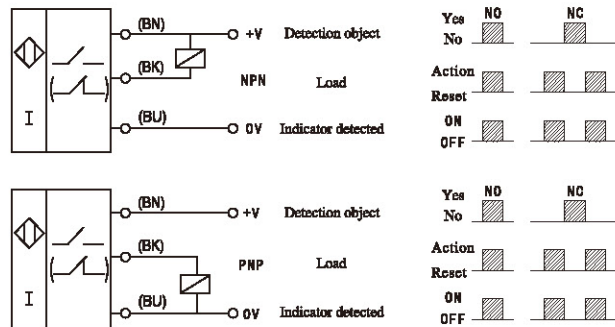 (BN) +V Detection object Yes No NO NC
(BK) NPN Load Action Reset
I (BU) 0V Indicator detected ON OFF
(BN) +V Detection object Yes No NO NC
(BK) PNP Load Action Reset
I (BU) 0V Indicator detected ON OFF